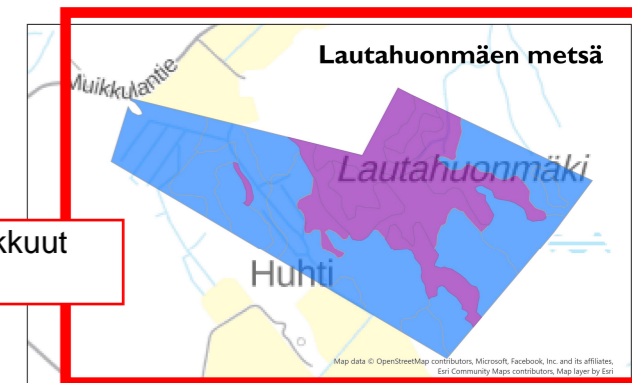 Lautahuonmäen metsä
Muikkulantie
Lautahuonmäki
kkuut
Huhti
Map data © OpenStreetMap contributors, Microsoft, Facebook, Inc. and its affiliates,
Esri Community Maps contributors, Map layer by Esri